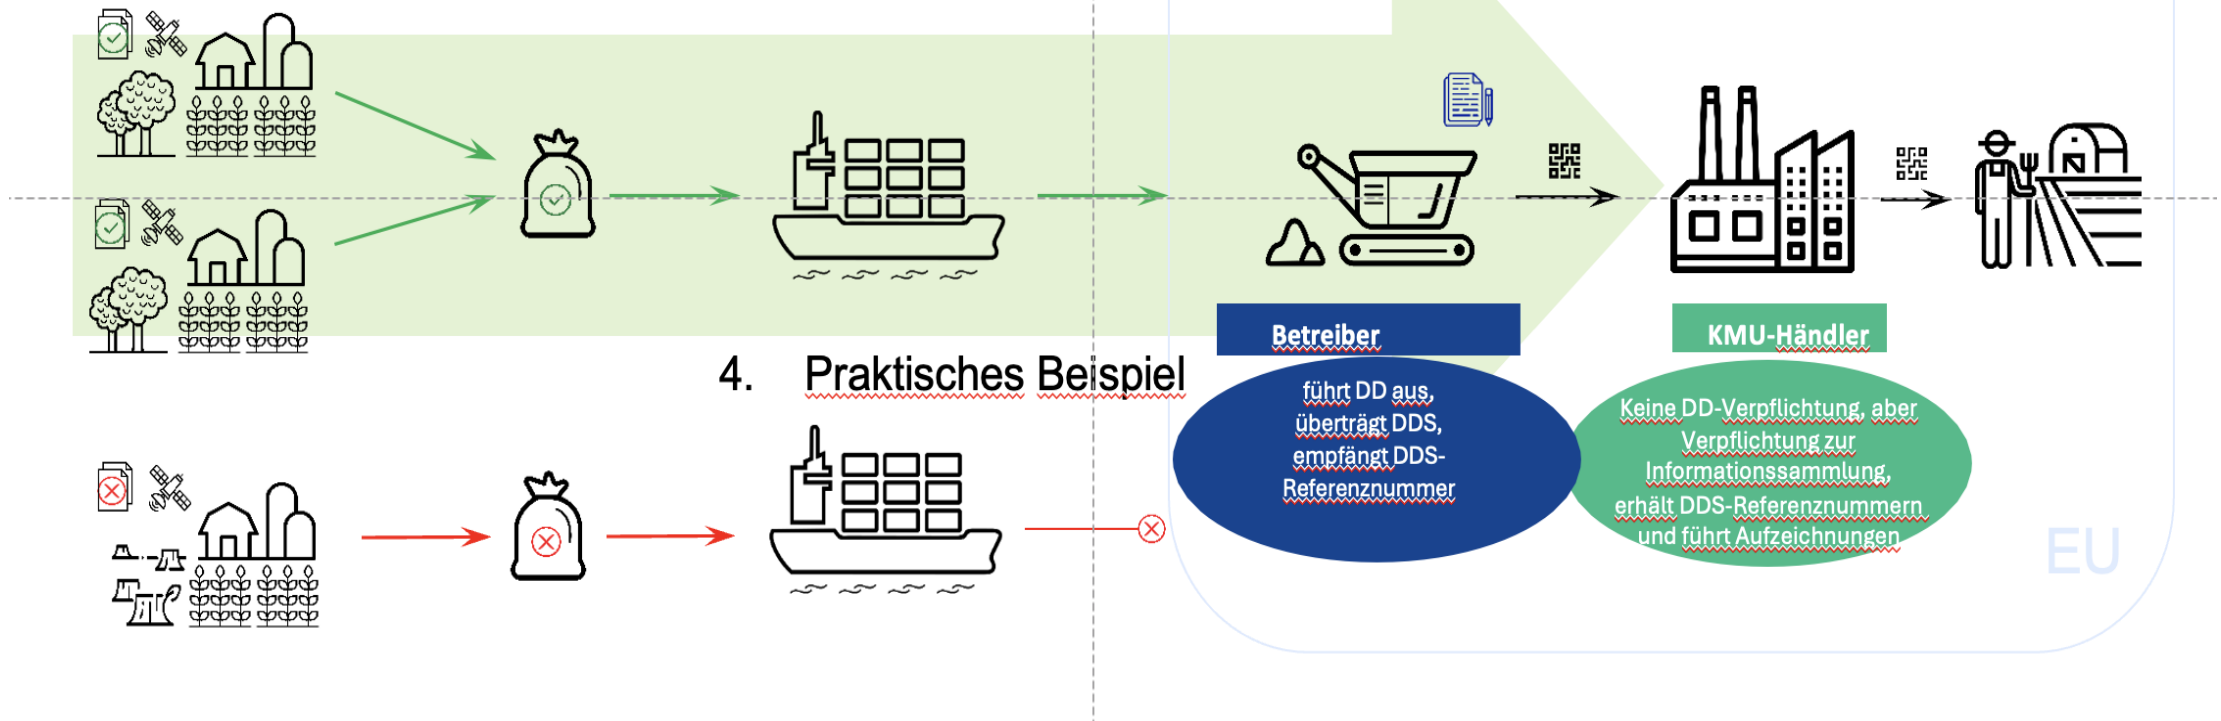 Betreiber
KMU-Händler
4. Praktisches Beispiel
führt DD aus,
überträgt DDS,
empfängt DDS-
Referenznummer
Keine DD-Verpflichtung, aber
Verpflichtung zur
Informationssammlung,
erhält DDS-Referenznummern
und führt Aufzeichnungen
EU